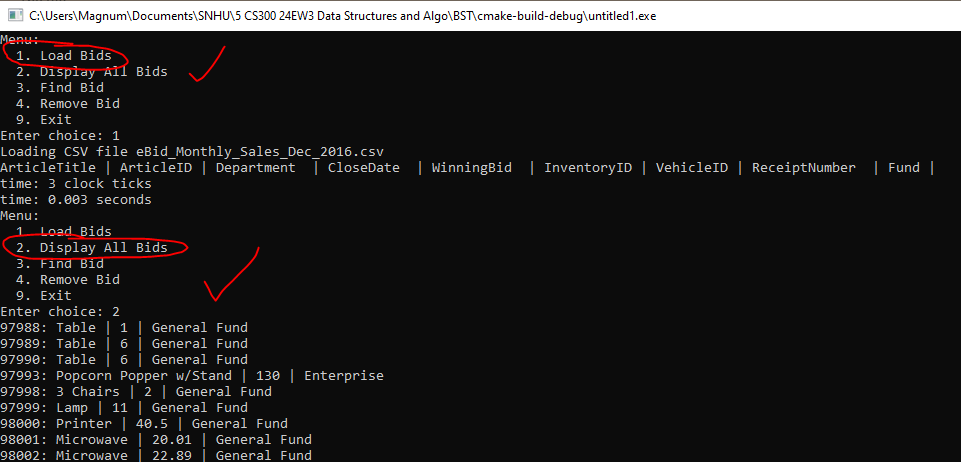 C:\Users\Magnum\Documents\SNHU\5 CS300 24EW3 Data Structures and Algo\BST\cmake-build-debug\untitled1.exe
Menu:
  1. Load Bids
  2. Display All Bids
  3. Find Bid
  4. Remove Bid
  9. Exit
Enter choice: 1
Loading CSV file eBid_Monthly_Sales_Dec_2016.csv
ArticleTitle | ArticleID | Department  | CloseDate  | WinningBid  | InventoryID | VehicleID | ReceiptNumber  | Fund |
time: 3 clock ticks
time: 0.003 seconds
Menu:
  1. Load Bids
  2. Display All Bids
  3. Find Bid
  4. Remove Bid
  9. Exit
Enter choice: 2
97988: Table | 1 | General Fund
97989: Table | 6 | General Fund
97990: Table | 6 | General Fund
97993: Popcorn Popper w/Stand | 130 | Enterprise
97998: 3 Chairs | 2 | General Fund
97999: Lamp | 11 | General Fund
98000: Printer | 40.5 | General Fund
98001: Microwave | 20.01 | General Fund
98002: Microwave | 22.89 | General Fund